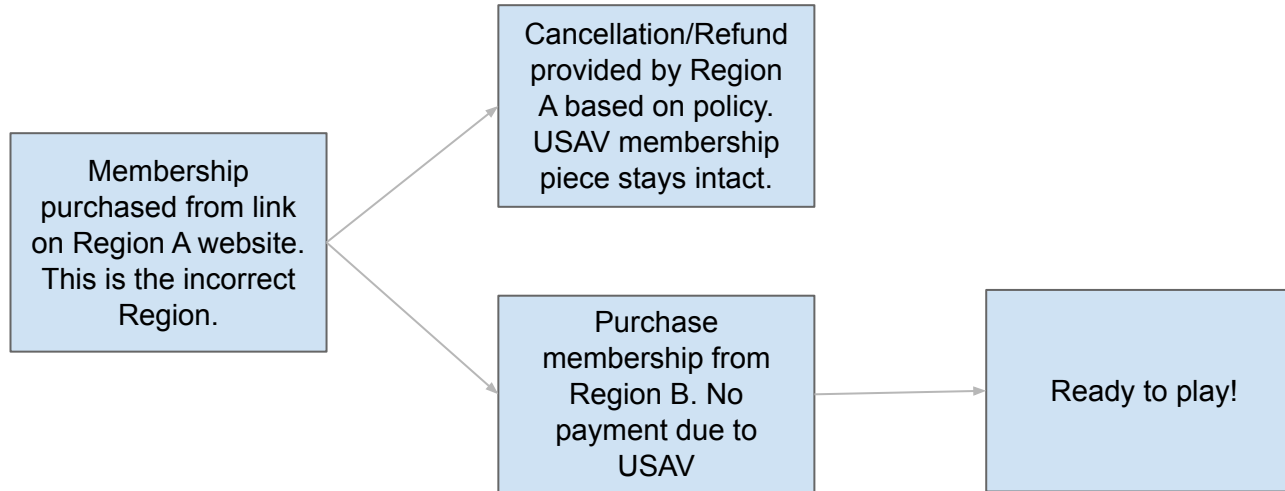 Membership
purchased from link
on Region A website.
This is the incorrect
Region.
Cancellation/Refund
provided by Region
A based on policy.
USAV membership
piece stays intact.
Purchase
membership from
Region B. No
payment due to
USAV
Ready to play!